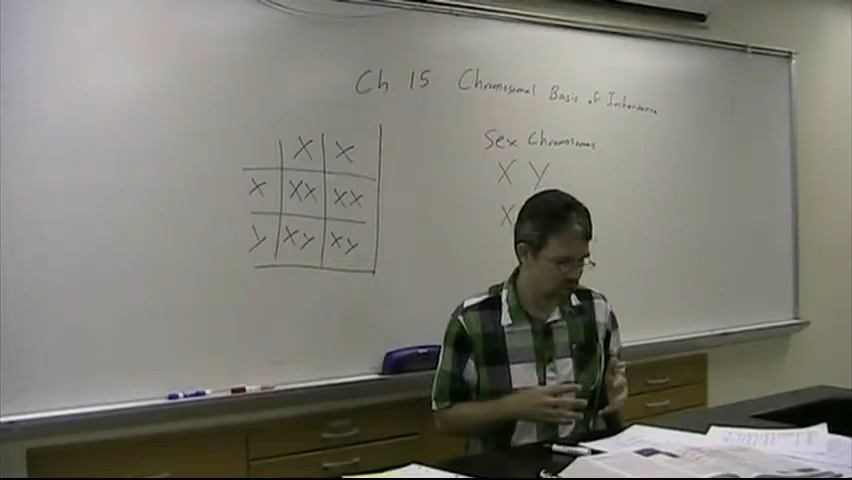 Ch 15 Chromosomal Basis of Inheritance
Sex Chromosomes
X Y
X
X X
X XX XX
Y XY XY